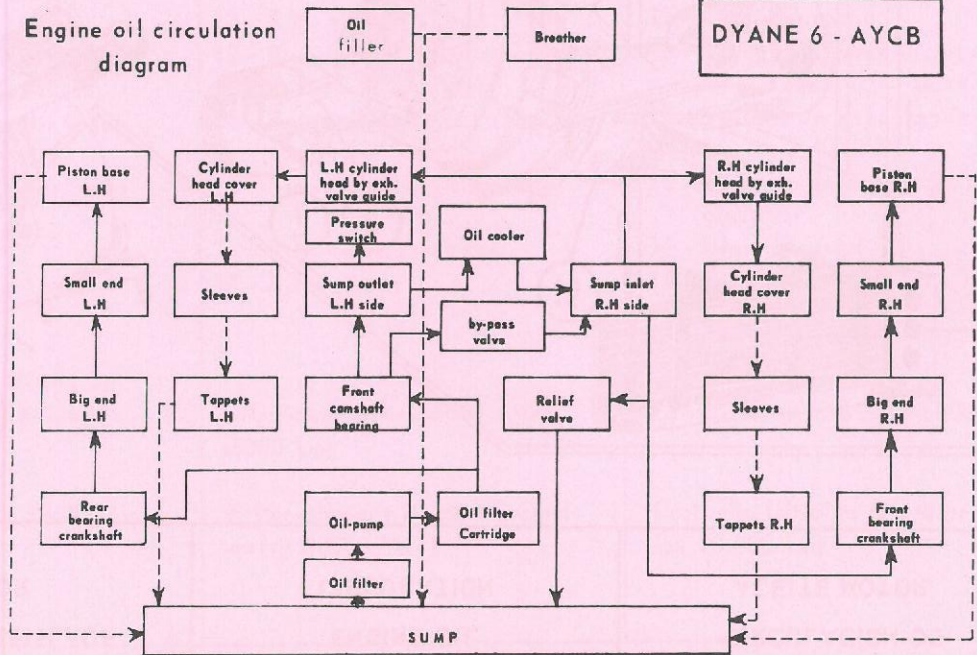 Engine oil circulation
diagram
Oil
filler
Breather
DYANE 6 - AYCB
Piston base
L.H
Cylinder
head cover
L.H
L.H cylinder
head by exh.
valve guide
R.H cylinder
head by exh.
valve guide
Piston
base R.H
Pressure
switch
Oil cooler
Small end
L.H
Sleeves
Sump outlet
L.H side
Sump inlet
R.H side
Cylinder
head cover
R.H
Small end
R.H
by-pass
valve
Big end
L.H
Tappets
L.H
Front
camshaft
bearing
Relief
valve
Sleeves
Big end
R.H
Rear
bearing
crankshaft
Oil-pump
Oil filter
Cartridge
Tappets R.H
Front
bearing
crankshaft
Oil filter
SUMP